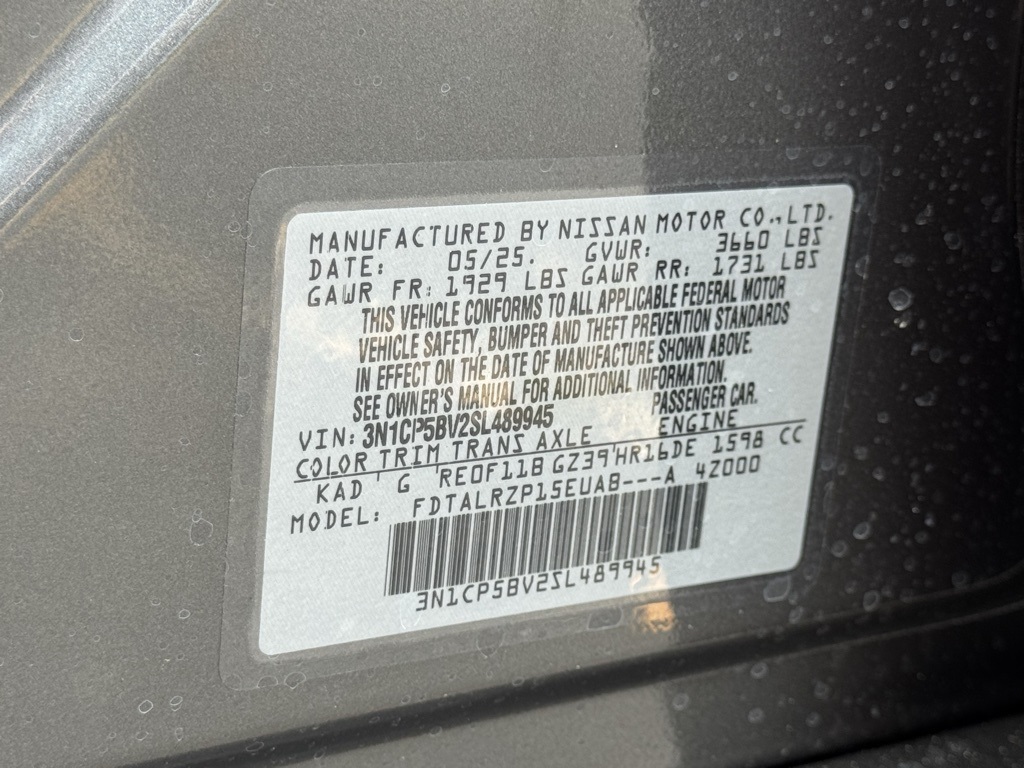 MANUFACTURED BY NISSAN MOTOR CO.,LTD.
DATE: 05/25. GVWR: 3660 LBS
GAWR FR: 1929 LBS GAWR RR: 1731 LBS
THIS VEHICLE CONFORMS TO ALL APPLICABLE FEDERAL MOTOR
VEHICLE SAFETY, BUMPER AND THEFT PREVENTION STANDARDS
IN EFFECT ON THE DATE OF MANUFACTURE SHOWN ABOVE.
SEE OWNER'S MANUAL FOR ADDITIONAL INFORMATION.
VIN: 3N1CP5BV2SL489945 PASSENGER CAR.
COLOR TRIM TRANS AXLE ENGINE
KAD ' G 'RE0F11B GZ39'HR16DE 1598 CC
MODEL: FDTALRZP15EUAB---A 4Z000
3N1CP5BV2SL489945